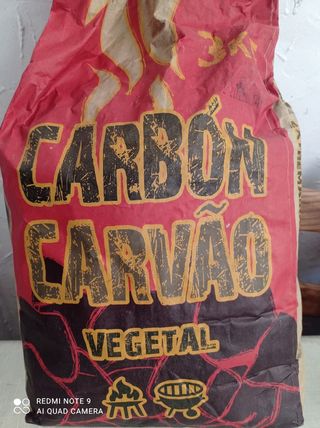 3KG
CARBÓN
CARVÃO
VEGETAL
REDMI NOTE 9
AI QUAD CAMERA